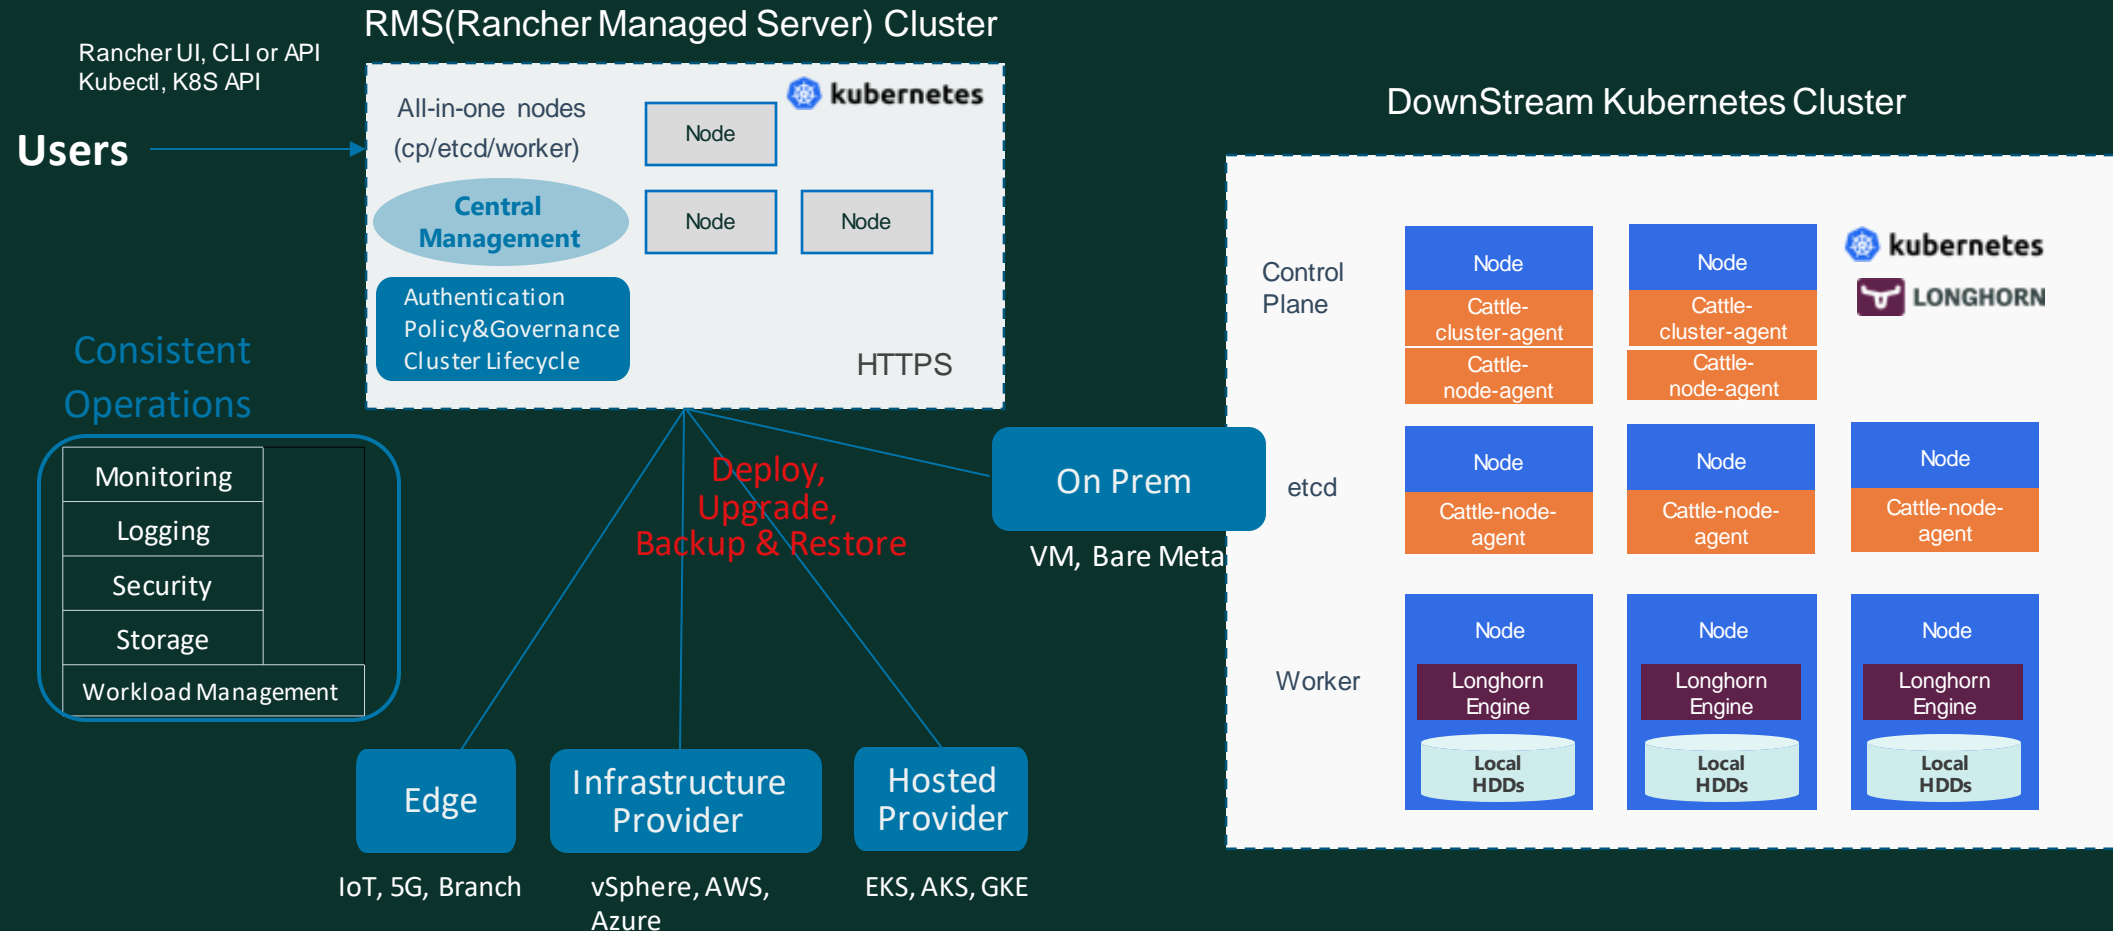 RMS(Rancher Managed Server) Cluster
Rancher UI, CLI or API
Kubectl, K8S API
Users
All-in-one nodes
(cp/etcd/worker)
kubernetes
Node
Central
Management
Node
Node
Authentication
Policy&Governance
Cluster Lifecycle
HTTPS
Consistent
Operations
Monitoring
Logging
Security
Storage
Workload Management
Deploy,
Upgrade,
Backup & Restore
On Prem
VM, Bare Meta
Edge
IoT, 5G, Branch
Infrastructure
Provider
vSphere, AWS,
Azure
Hosted
Provider
EKS, AKS, GKE
DownStream Kubernetes Cluster
kubernetes
LONGHORN
Control
Plane
Node
Cattle-
cluster-agent
Cattle-
node-agent
Node
Cattle-
cluster-agent
Cattle-
node-agent
etcd
Node
Cattle-node-
agent
Node
Cattle-node-
agent
Node
Cattle-node-
agent
Worker
Node
Longhorn
Engine
Local
HDDs
Node
Longhorn
Engine
Local
HDDs
Node
Longhorn
Engine
Local
HDDs